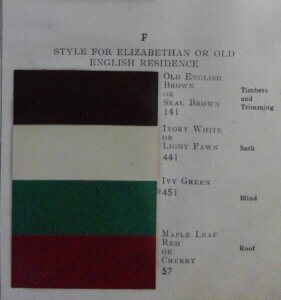 F
STYLE FOR ELIZABETHAN OR OLD
ENGLISH RESIDENCE
OLD ENGLISH
BROWN
OR
SEAL BROWN
141
Timbers
and
Trimming
IVORY WHITE
OR
LIGHT FAWN
441
Sash
IVY GREEN
451
Blind
MAPLE LEAF
RED
OR
CHERRY
57
Roof